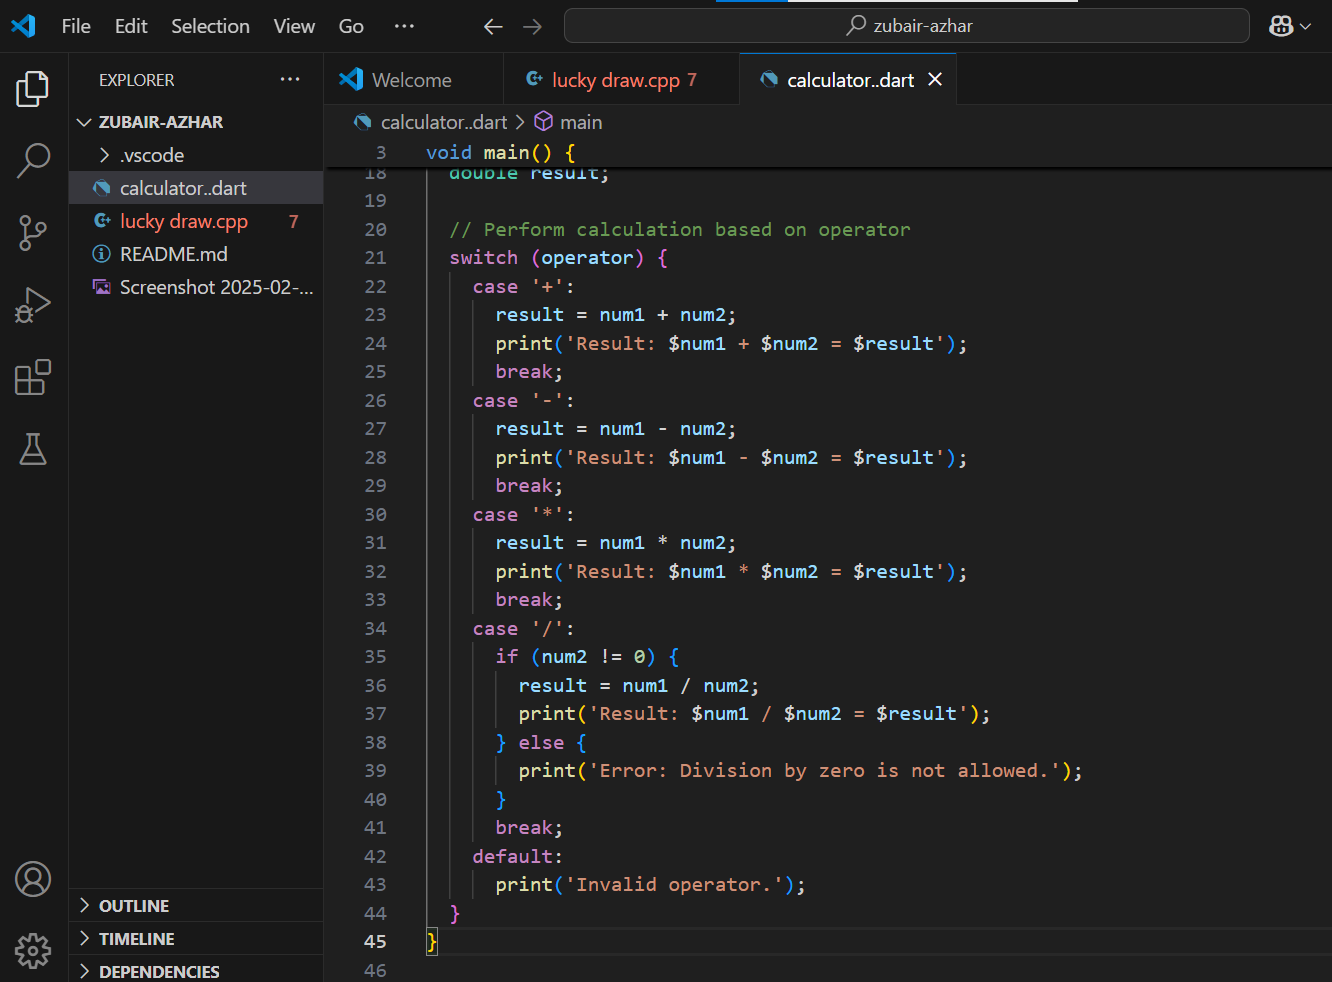 File Edit Selection View Go ···
zubair-azhar
EXPLORER ···
ZUBAIR-AZHAR
.vscode
calculator..dart
lucky draw.cpp 7
README.md
Screenshot 2025-02-...
OUTLINE
TIMELINE
DEPENDENCIES
Welcome lucky draw.cpp 7 calculator..dart
calculator..dart > main
3 void main() {
18 double result;
19
20 // Perform calculation based on operator
21 switch (operator) {
22 case '+':
23 result = num1 + num2;
24 print('Result: $num1 + $num2 = $result');
25 break;
26 case '-':
27 result = num1 - num2;
28 print('Result: $num1 - $num2 = $result');
29 break;
30 case '*':
31 result = num1 * num2;
32 print('Result: $num1 * $num2 = $result');
33 break;
34 case '/':
35 if (num2 != 0) {
36 result = num1 / num2;
37 print('Result: $num1 / $num2 = $result');
38 } else {
39 print('Error: Division by zero is not allowed.');
40 }
41 break;
42 default:
43 print('Invalid operator.');
44 }
45 }
46